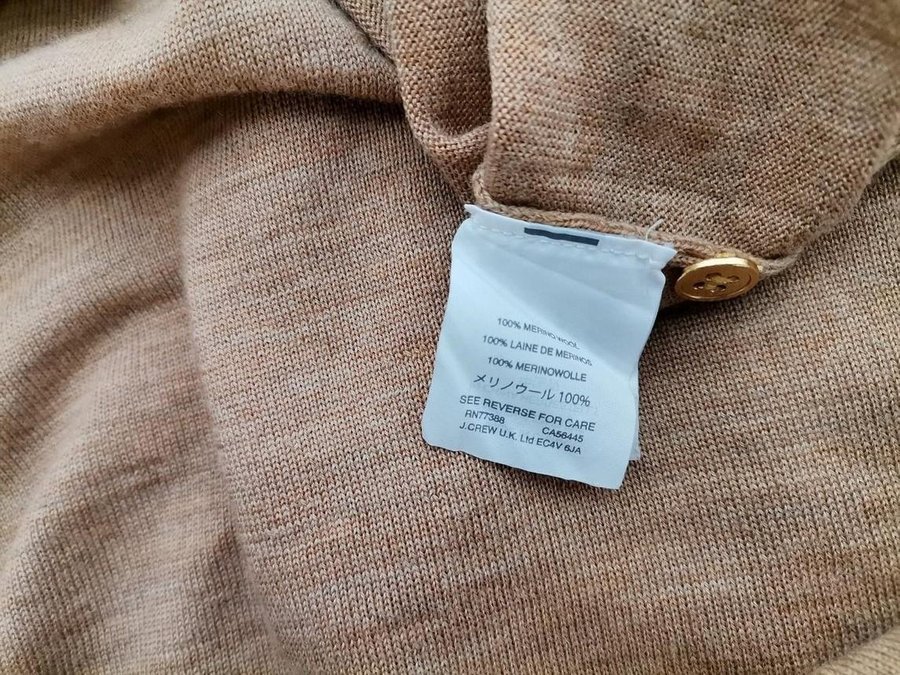 100% MERINO WOOL
100% LAINE DE MERINOS
100% MERINOWOLLE
メリノウール 100%
SEE REVERSE FOR CARE
RN77388 CA56445
J.CREW U.K. Ltd EC4V 6JA